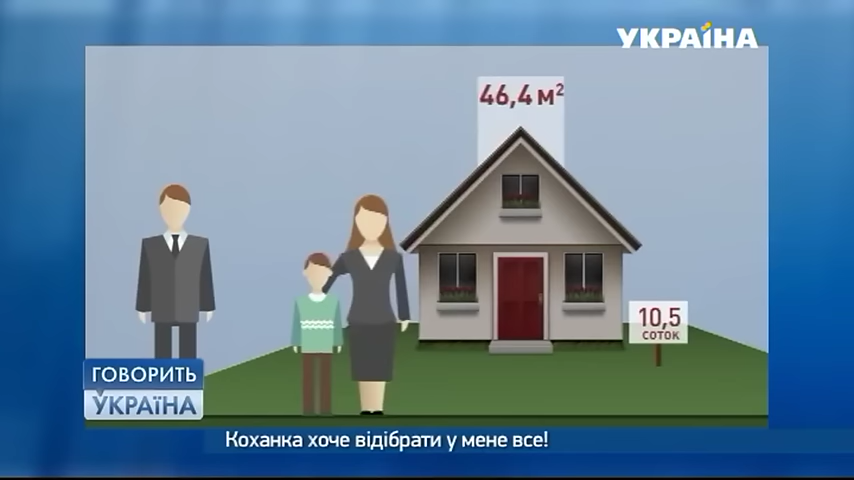 УКРАЇНА
46,4 м²
10,5
СОТОК
ГОВОРИТЬ
УКРАЇНА
Коханка хоче відібрати у мене все!